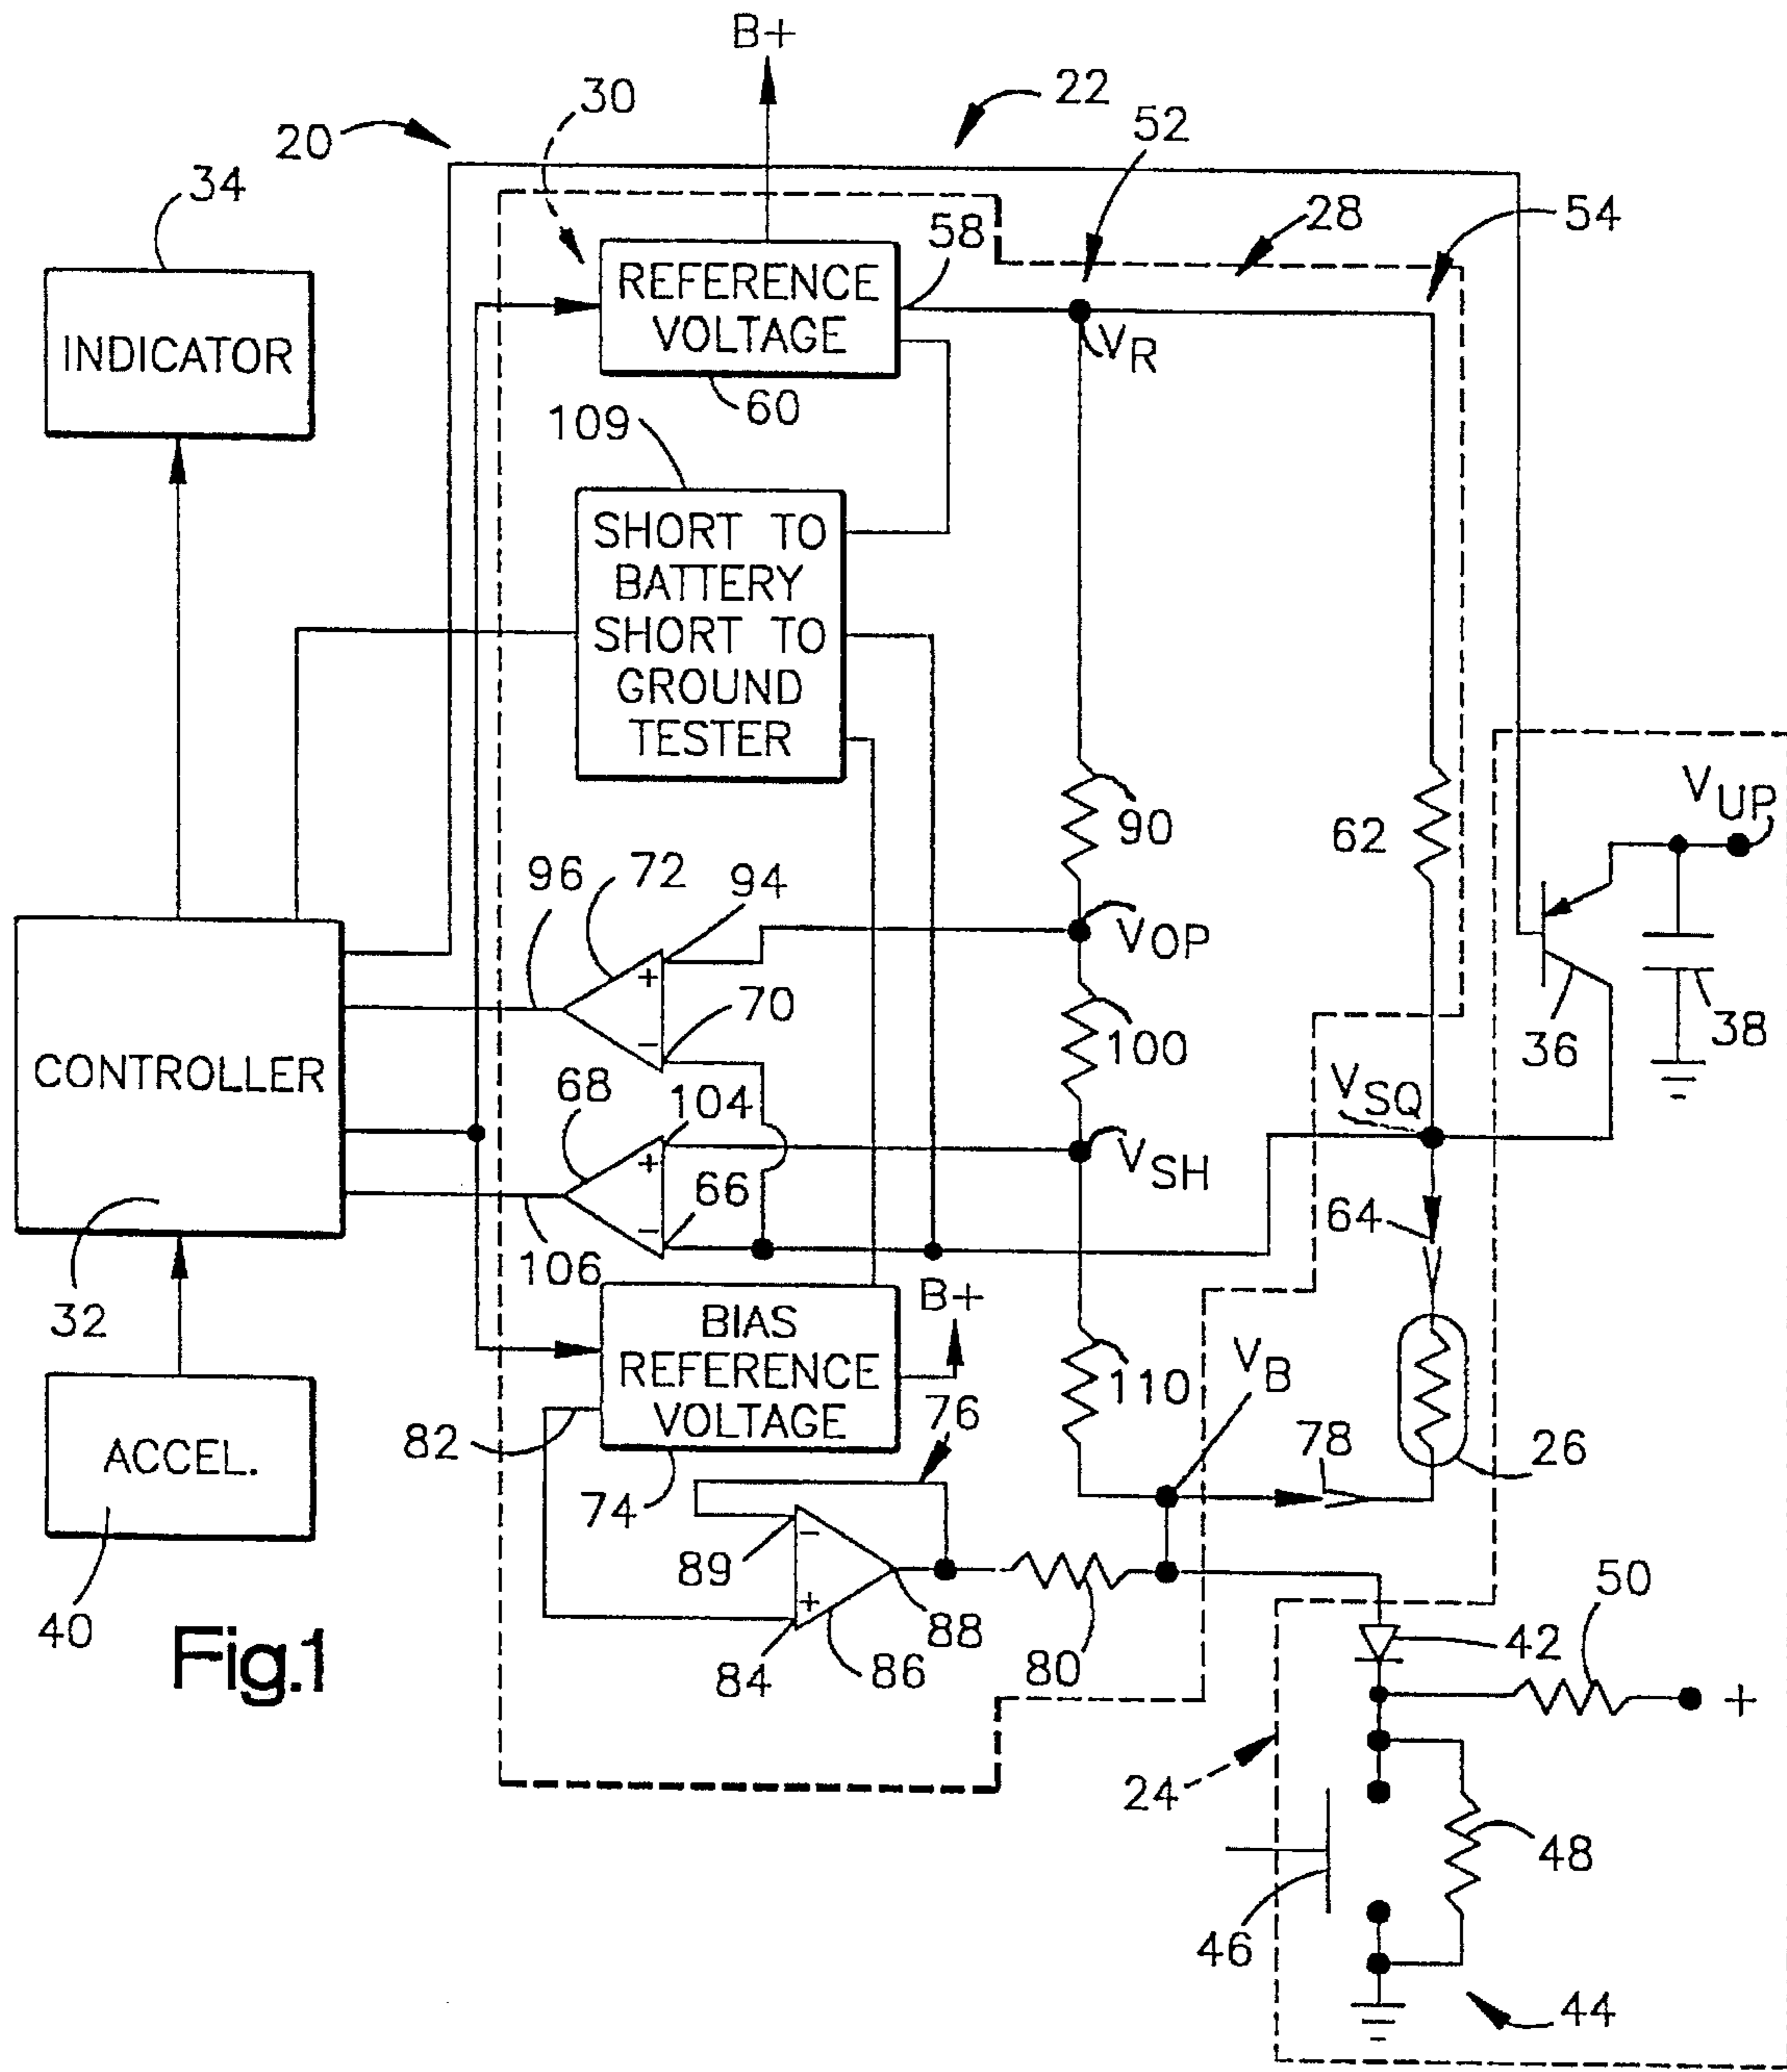 B+
22
20
30
52
34
58
28
54
REFERENCE
VOLTAGE
INDICATOR
VR
60
109
SHORT TO
BATTERY
SHORT TO
GROUND
TESTER
VUP
90
62
96
72
94
VOP
+
70
100
36
38
−
CONTROLLER
68
104
VSQ
+
VSH
66
64
−
106
32
B+
BIAS
REFERENCE
VOLTAGE
VB
110
76
82
78
26
ACCEL.
74
−
89
50
+
88
42
40
Fig.1
84
86
80
+
24
48
46
44